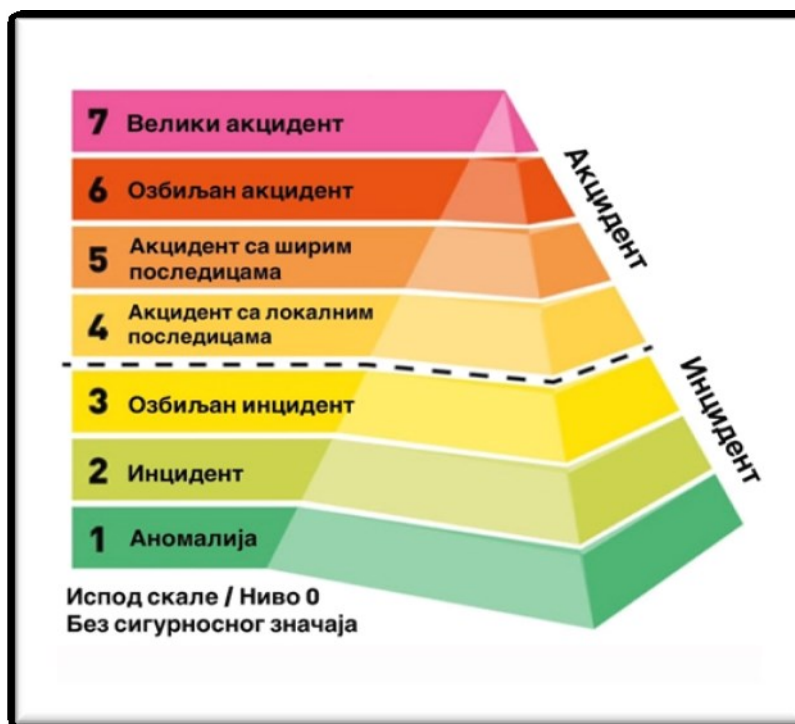 7 Велики акцидент
6 Озбиљан акцидент
5 Акцидент са ширим
последицама
4 Акцидент са локалним
последицама
3 Озбиљан инцидент
2 Инцидент
1 Аномалија
Испод скале / Ниво 0
Без сигурносног значаја
Акцидент
Инцидент